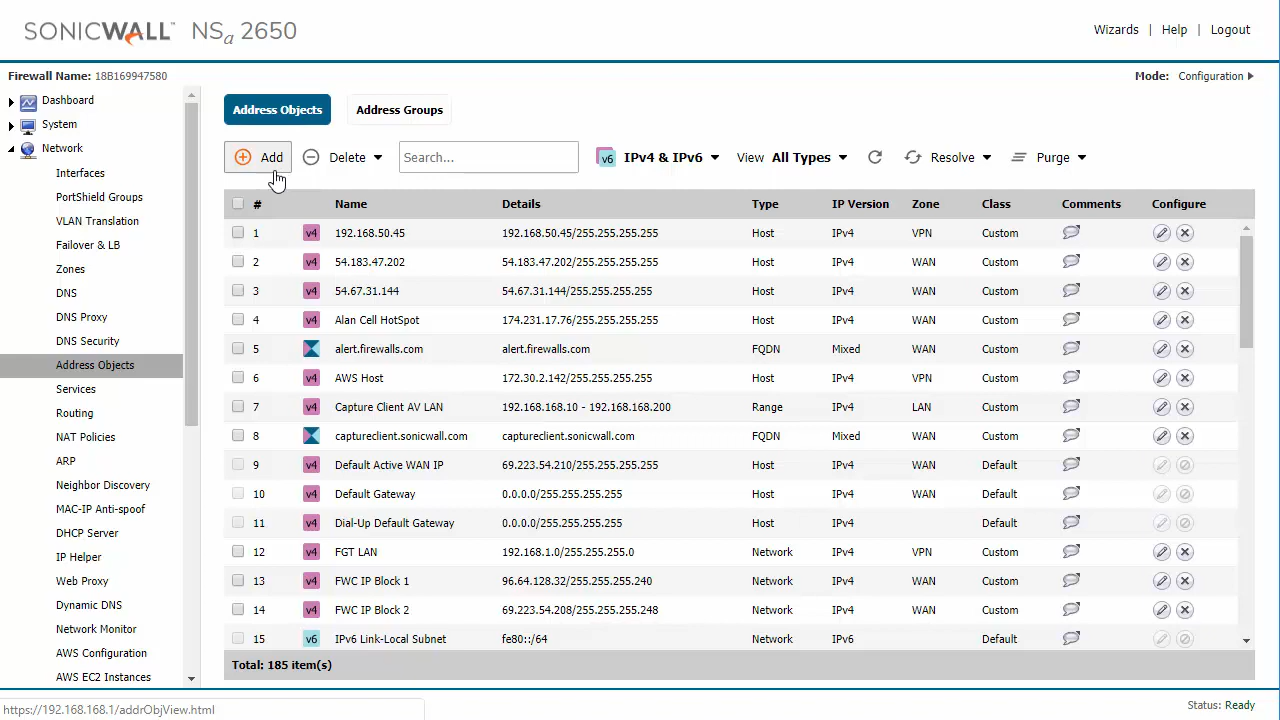 SONICWALL™ NSa 2650
Wizards | Help | Logout
Firewall Name: 18B169947580
Mode: Configuration
Dashboard
System
Network
Interfaces
PortShield Groups
VLAN Translation
Failover & LB
Zones
DNS
DNS Proxy
DNS Security
Address Objects
Services
Routing
NAT Policies
ARP
Neighbor Discovery
MAC-IP Anti-spoof
DHCP Server
IP Helper
Web Proxy
Dynamic DNS
Network Monitor
AWS Configuration
AWS EC2 Instances
Address Objects Address Groups
Add Delete Search... v6 IPv4 & IPv6 View All Types Resolve Purge
# Name Details Type IP Version Zone Class Comments Configure
1 v4 192.168.50.45 192.168.50.45/255.255.255.255 Host IPv4 VPN Custom
2 v4 54.183.47.202 54.183.47.202/255.255.255.255 Host IPv4 WAN Custom
3 v4 54.67.31.144 54.67.31.144/255.255.255.255 Host IPv4 WAN Custom
4 v4 Alan Cell HotSpot 174.231.17.76/255.255.255.255 Host IPv4 WAN Custom
5 alert.firewalls.com alert.firewalls.com FQDN Mixed WAN Custom
6 v4 AWS Host 172.30.2.142/255.255.255.255 Host IPv4 VPN Custom
7 v4 Capture Client AV LAN 192.168.168.10 - 192.168.168.200 Range IPv4 LAN Custom
8 captureclient.sonicwall.com captureclient.sonicwall.com FQDN Mixed WAN Custom
9 v4 Default Active WAN IP 69.223.54.210/255.255.255.255 Host IPv4 WAN Default
10 v4 Default Gateway 0.0.0.0/255.255.255.255 Host IPv4 WAN Default
11 v4 Dial-Up Default Gateway 0.0.0.0/255.255.255.255 Host IPv4 Default
12 v4 FGT LAN 192.168.1.0/255.255.255.0 Network IPv4 VPN Custom
13 v4 FWC IP Block 1 96.64.128.32/255.255.255.240 Network IPv4 WAN Custom
14 v4 FWC IP Block 2 69.223.54.208/255.255.255.248 Network IPv4 WAN Custom
15 v6 IPv6 Link-Local Subnet fe80::/64 Network IPv6 Default
Total: 185 item(s)
https://192.168.168.1/addrObjView.html
Status: Ready